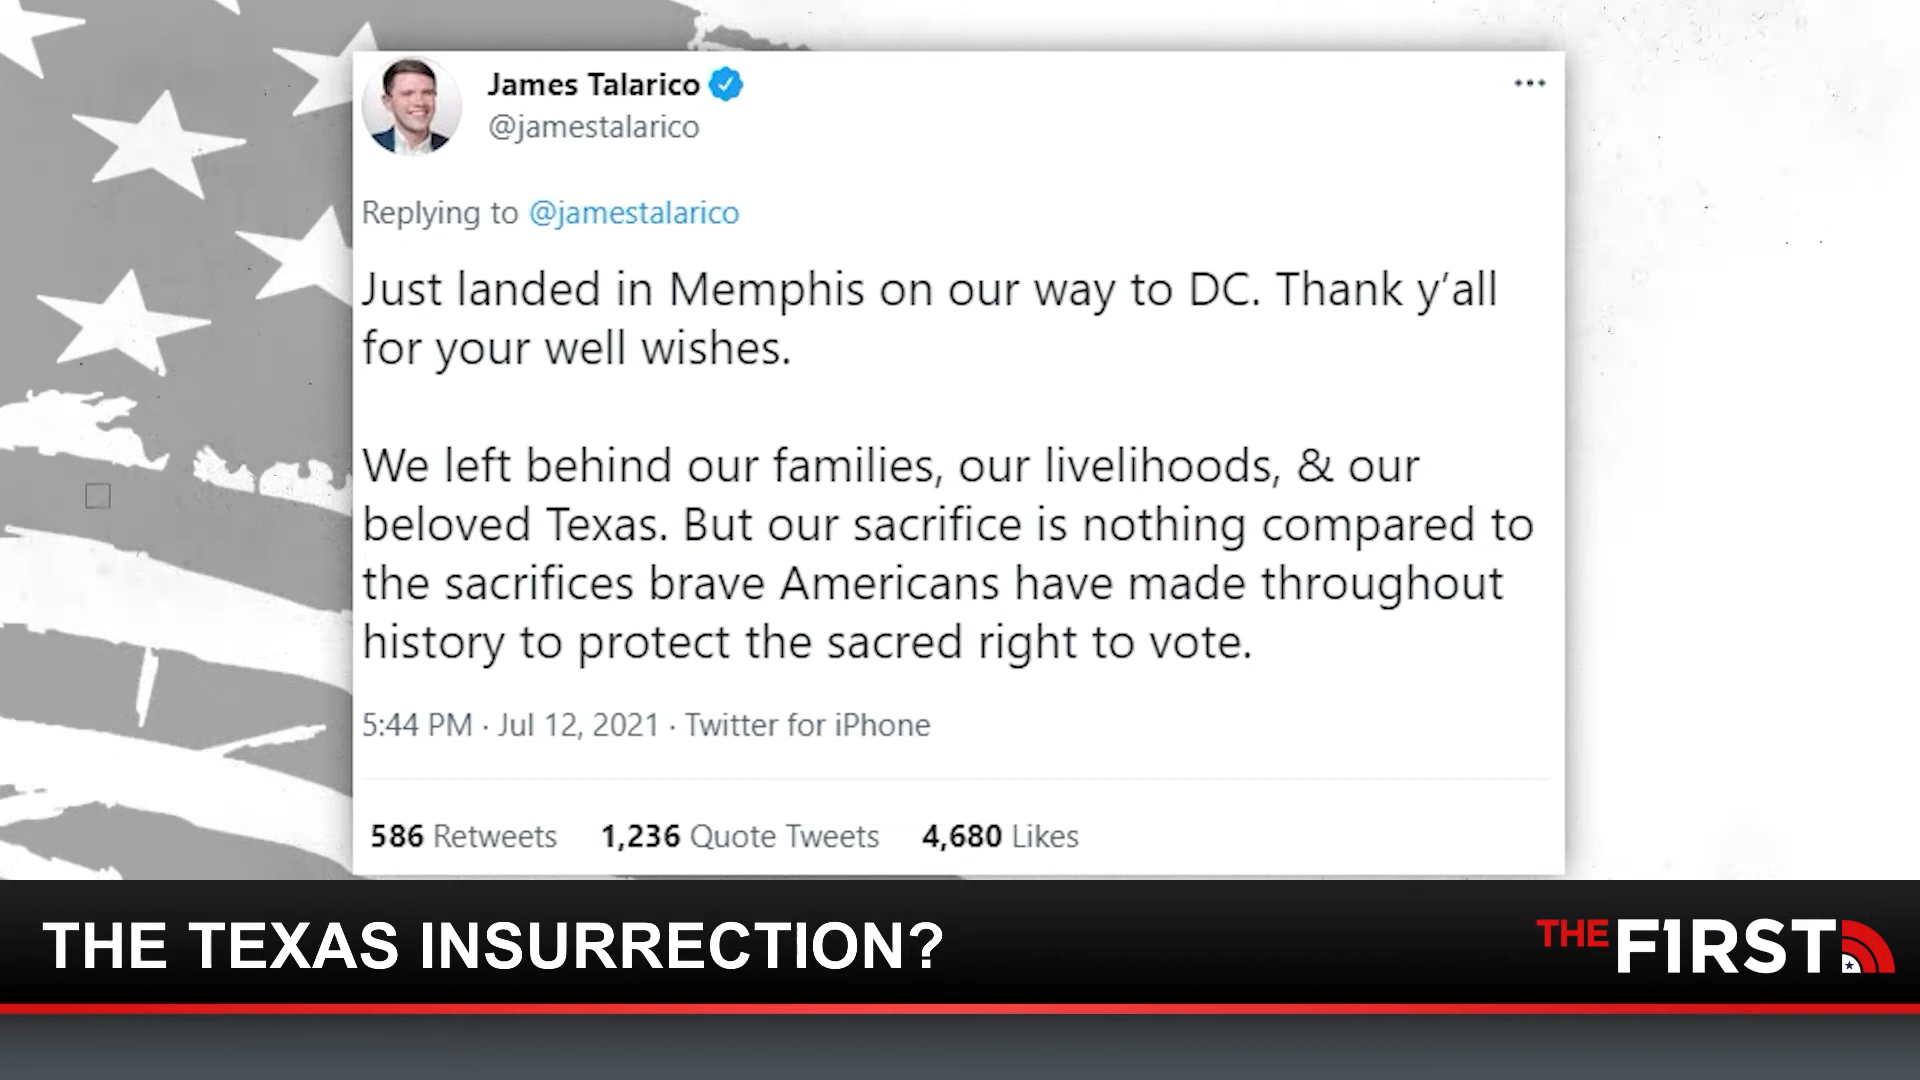 James Talarico
@jamestalarico
Replying to @jamestalarico
Just landed in Memphis on our way to DC. Thank y’all
for your well wishes.
We left behind our families, our livelihoods, & our
beloved Texas. But our sacrifice is nothing compared to
the sacrifices brave Americans have made throughout
history to protect the sacred right to vote.
5:44 PM · Jul 12, 2021 · Twitter for iPhone
586 Retweets 1,236 Quote Tweets 4,680 Likes
THE TEXAS INSURRECTION?
THE F1RST